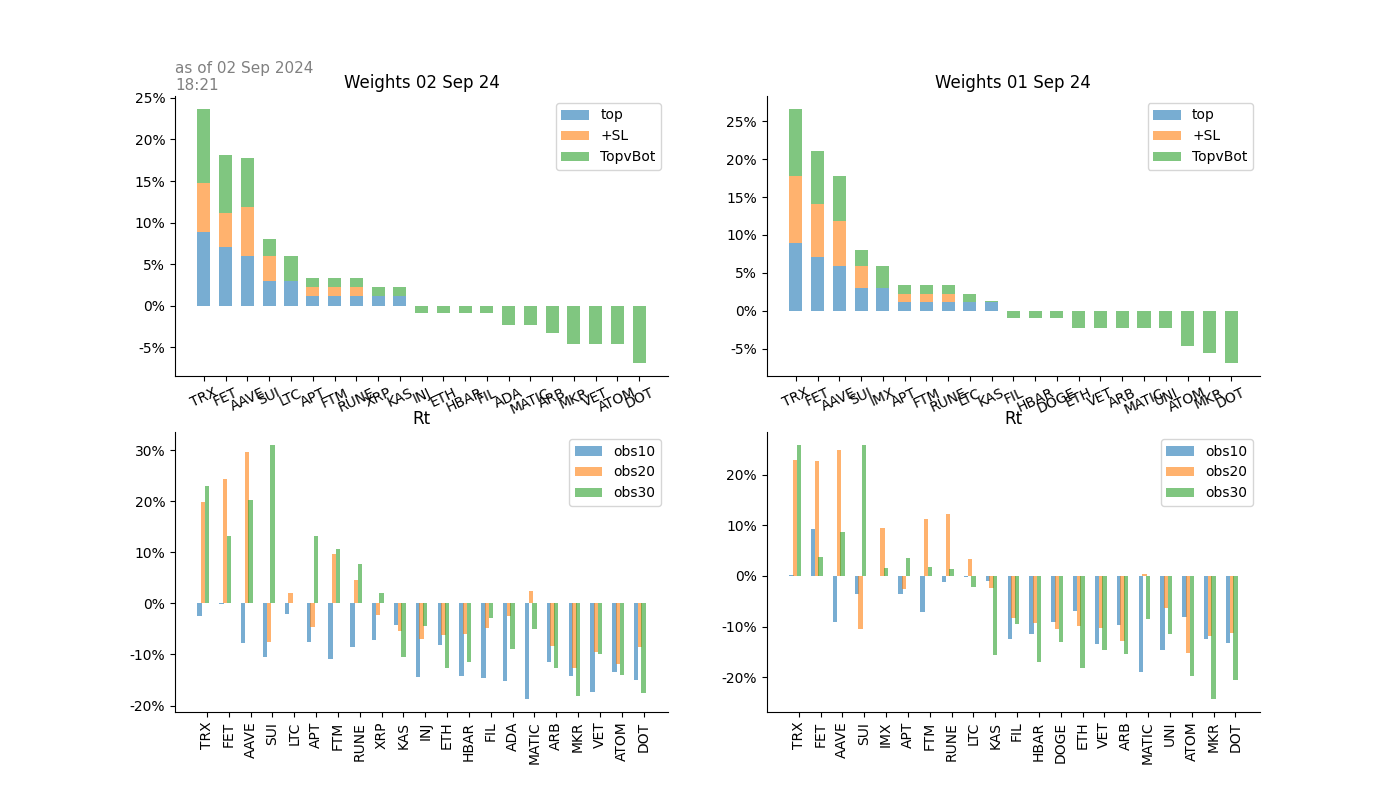 as of 02 Sep 2024
18:21
Weights 02 Sep 24
25%
20%
15%
10%
5%
0%
-5%
top
+SL
TopvBot
TRX FET AAVE SUI LTC APT FTM RUNE XRP KAS INJ ETH HBAR FIL ADA MATIC ARB MKR VET ATOM DOT
Weights 01 Sep 24
25%
20%
15%
10%
5%
0%
-5%
top
+SL
TopvBot
TRX FET AAVE SUI IMX APT FTM RUNE LTC KAS FIL HBAR DOGE ETH VET ARB MATIC UNI ATOM MKR DOT
Rt
30%
20%
10%
0%
-10%
-20%
obs10
obs20
obs30
TRX FET AAVE SUI LTC APT FTM RUNE XRP KAS INJ ETH HBAR FIL ADA MATIC ARB MKR VET ATOM DOT
Rt
20%
10%
0%
-10%
-20%
obs10
obs20
obs30
TRX FET AAVE SUI IMX APT FTM RUNE LTC KAS FIL HBAR DOGE ETH VET ARB MATIC UNI ATOM MKR DOT